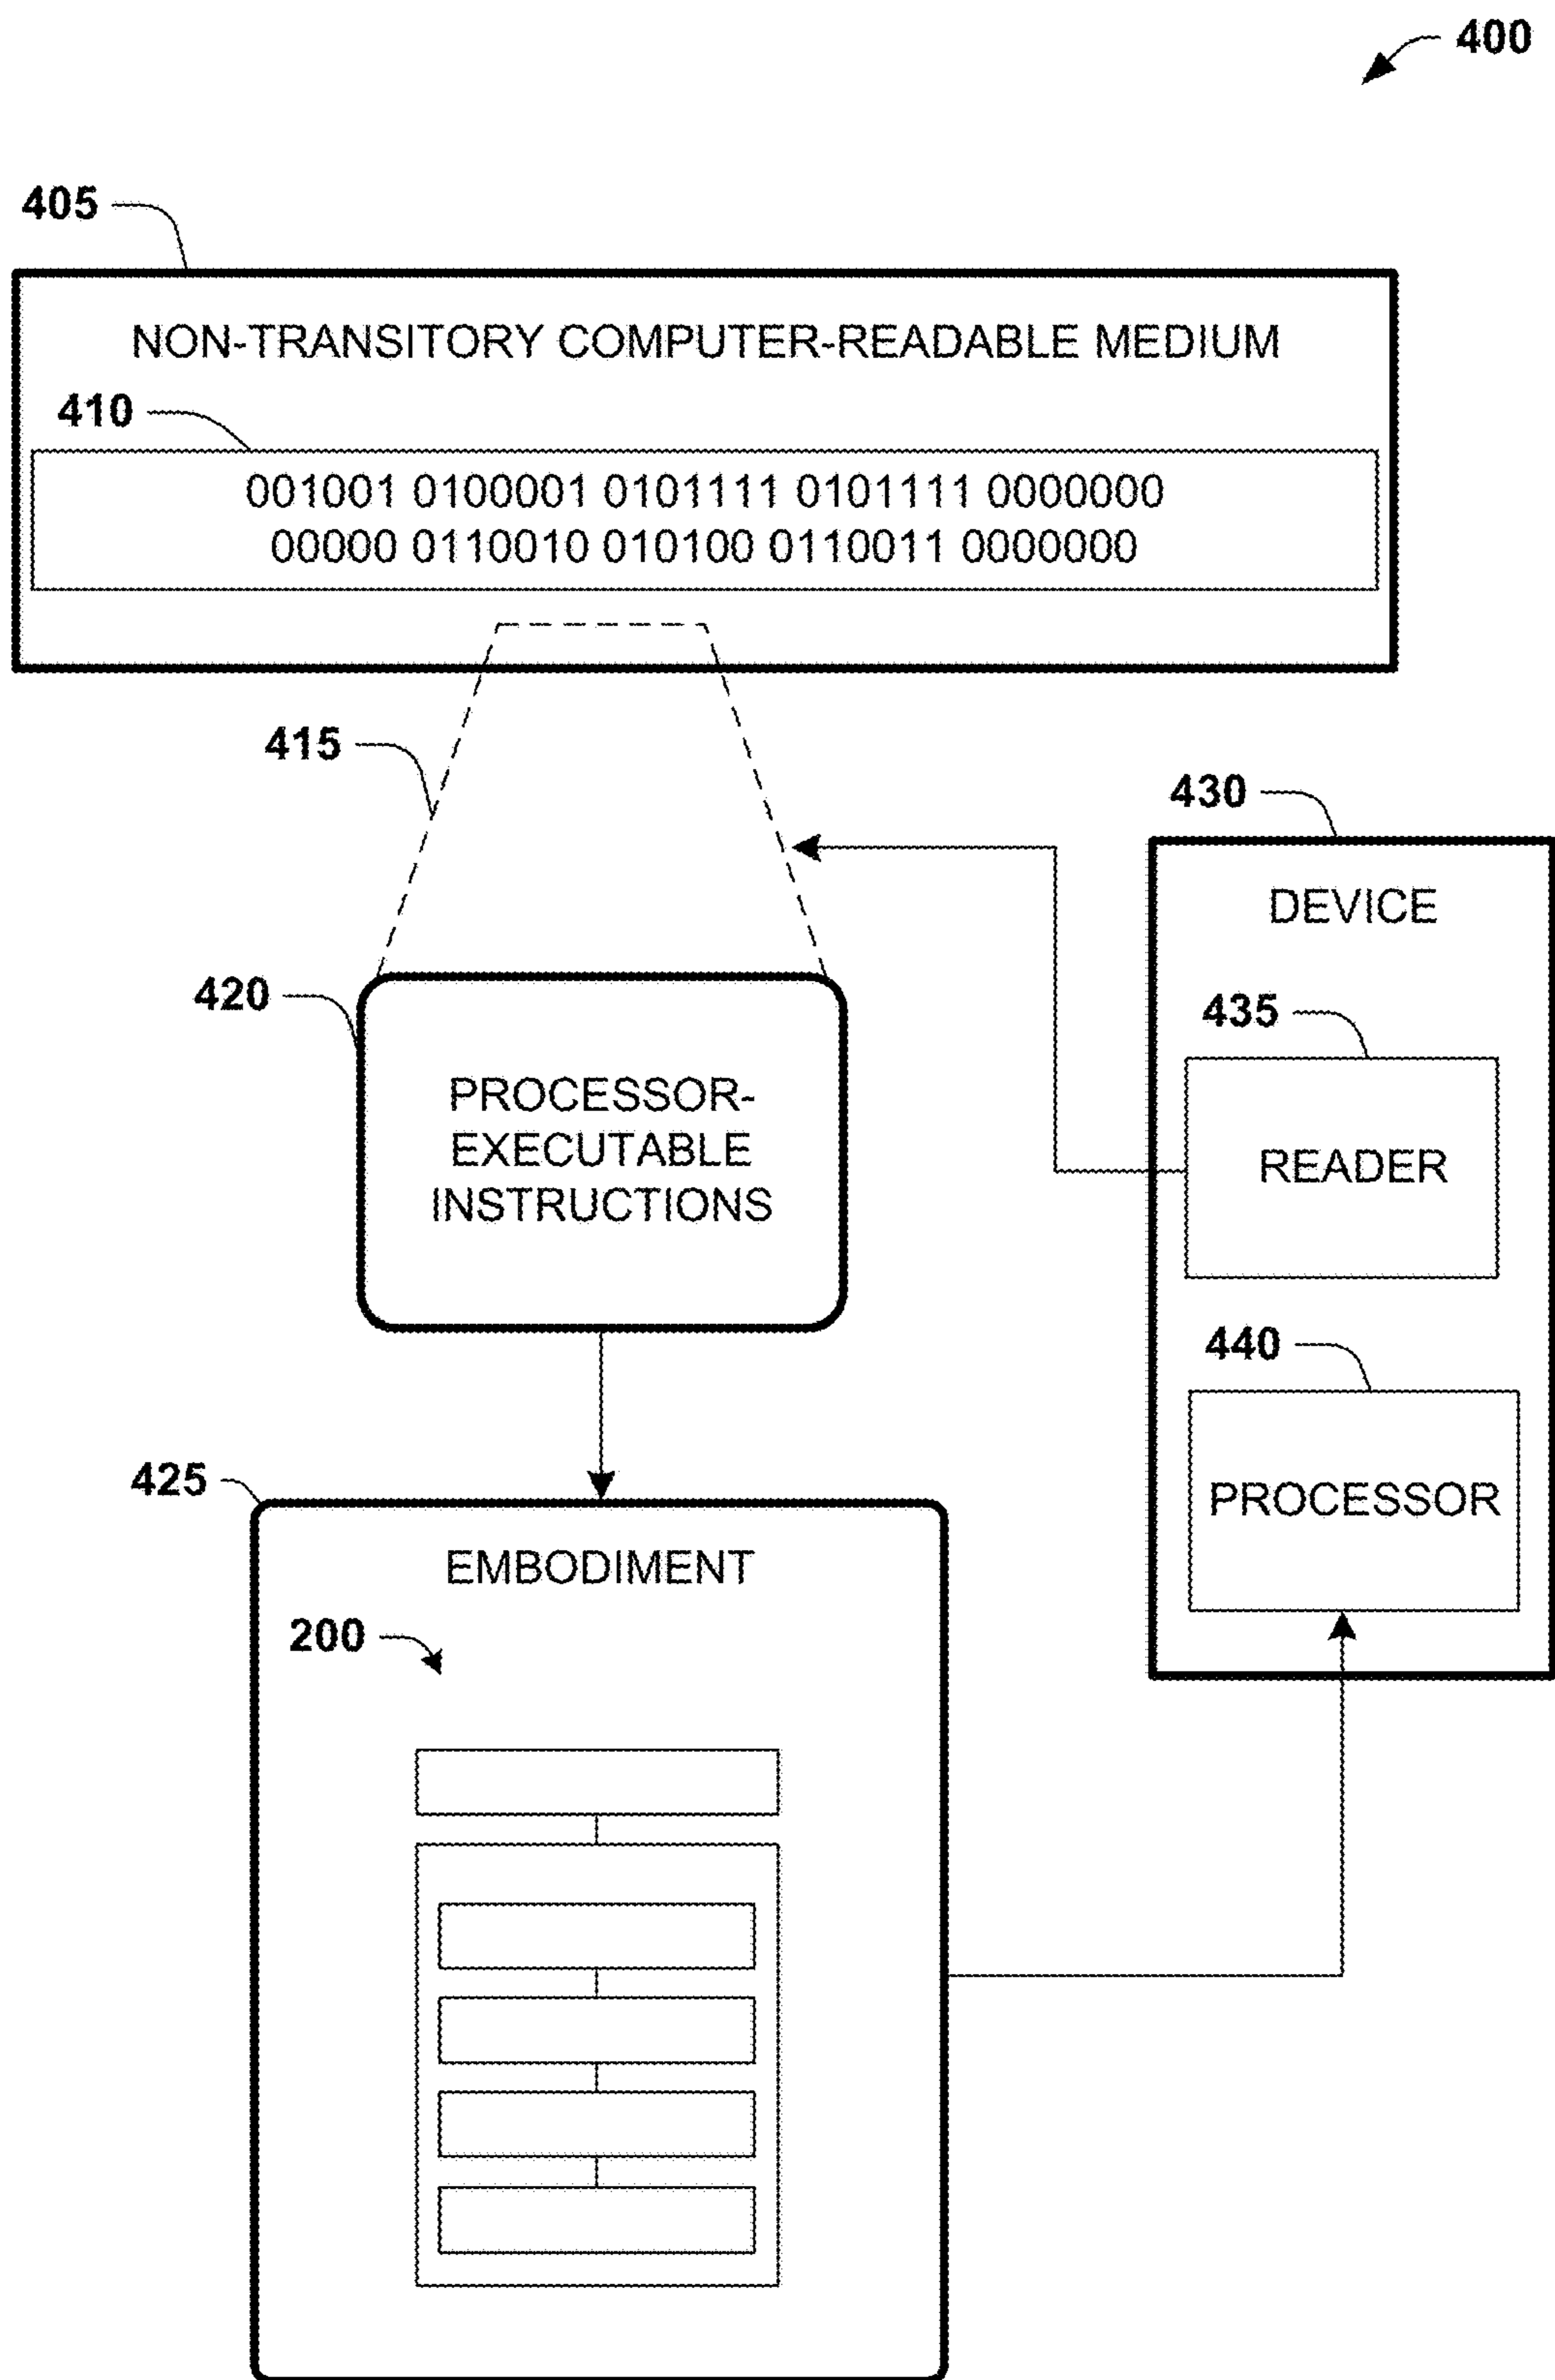 400
405
NON-TRANSITORY COMPUTER-READABLE MEDIUM
410
001001 0100001 0101111 0101111 0000000
00000 0110010 010100 0110011 0000000
415
430
DEVICE
420
435
PROCESSOR-
EXECUTABLE
INSTRUCTIONS
READER
440
425
PROCESSOR
EMBODIMENT
200